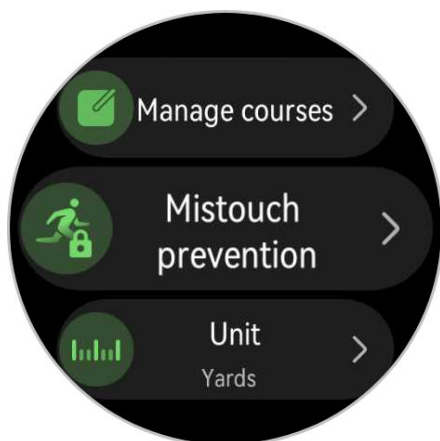 Manage courses
Mistouch
prevention
Unit
Yards